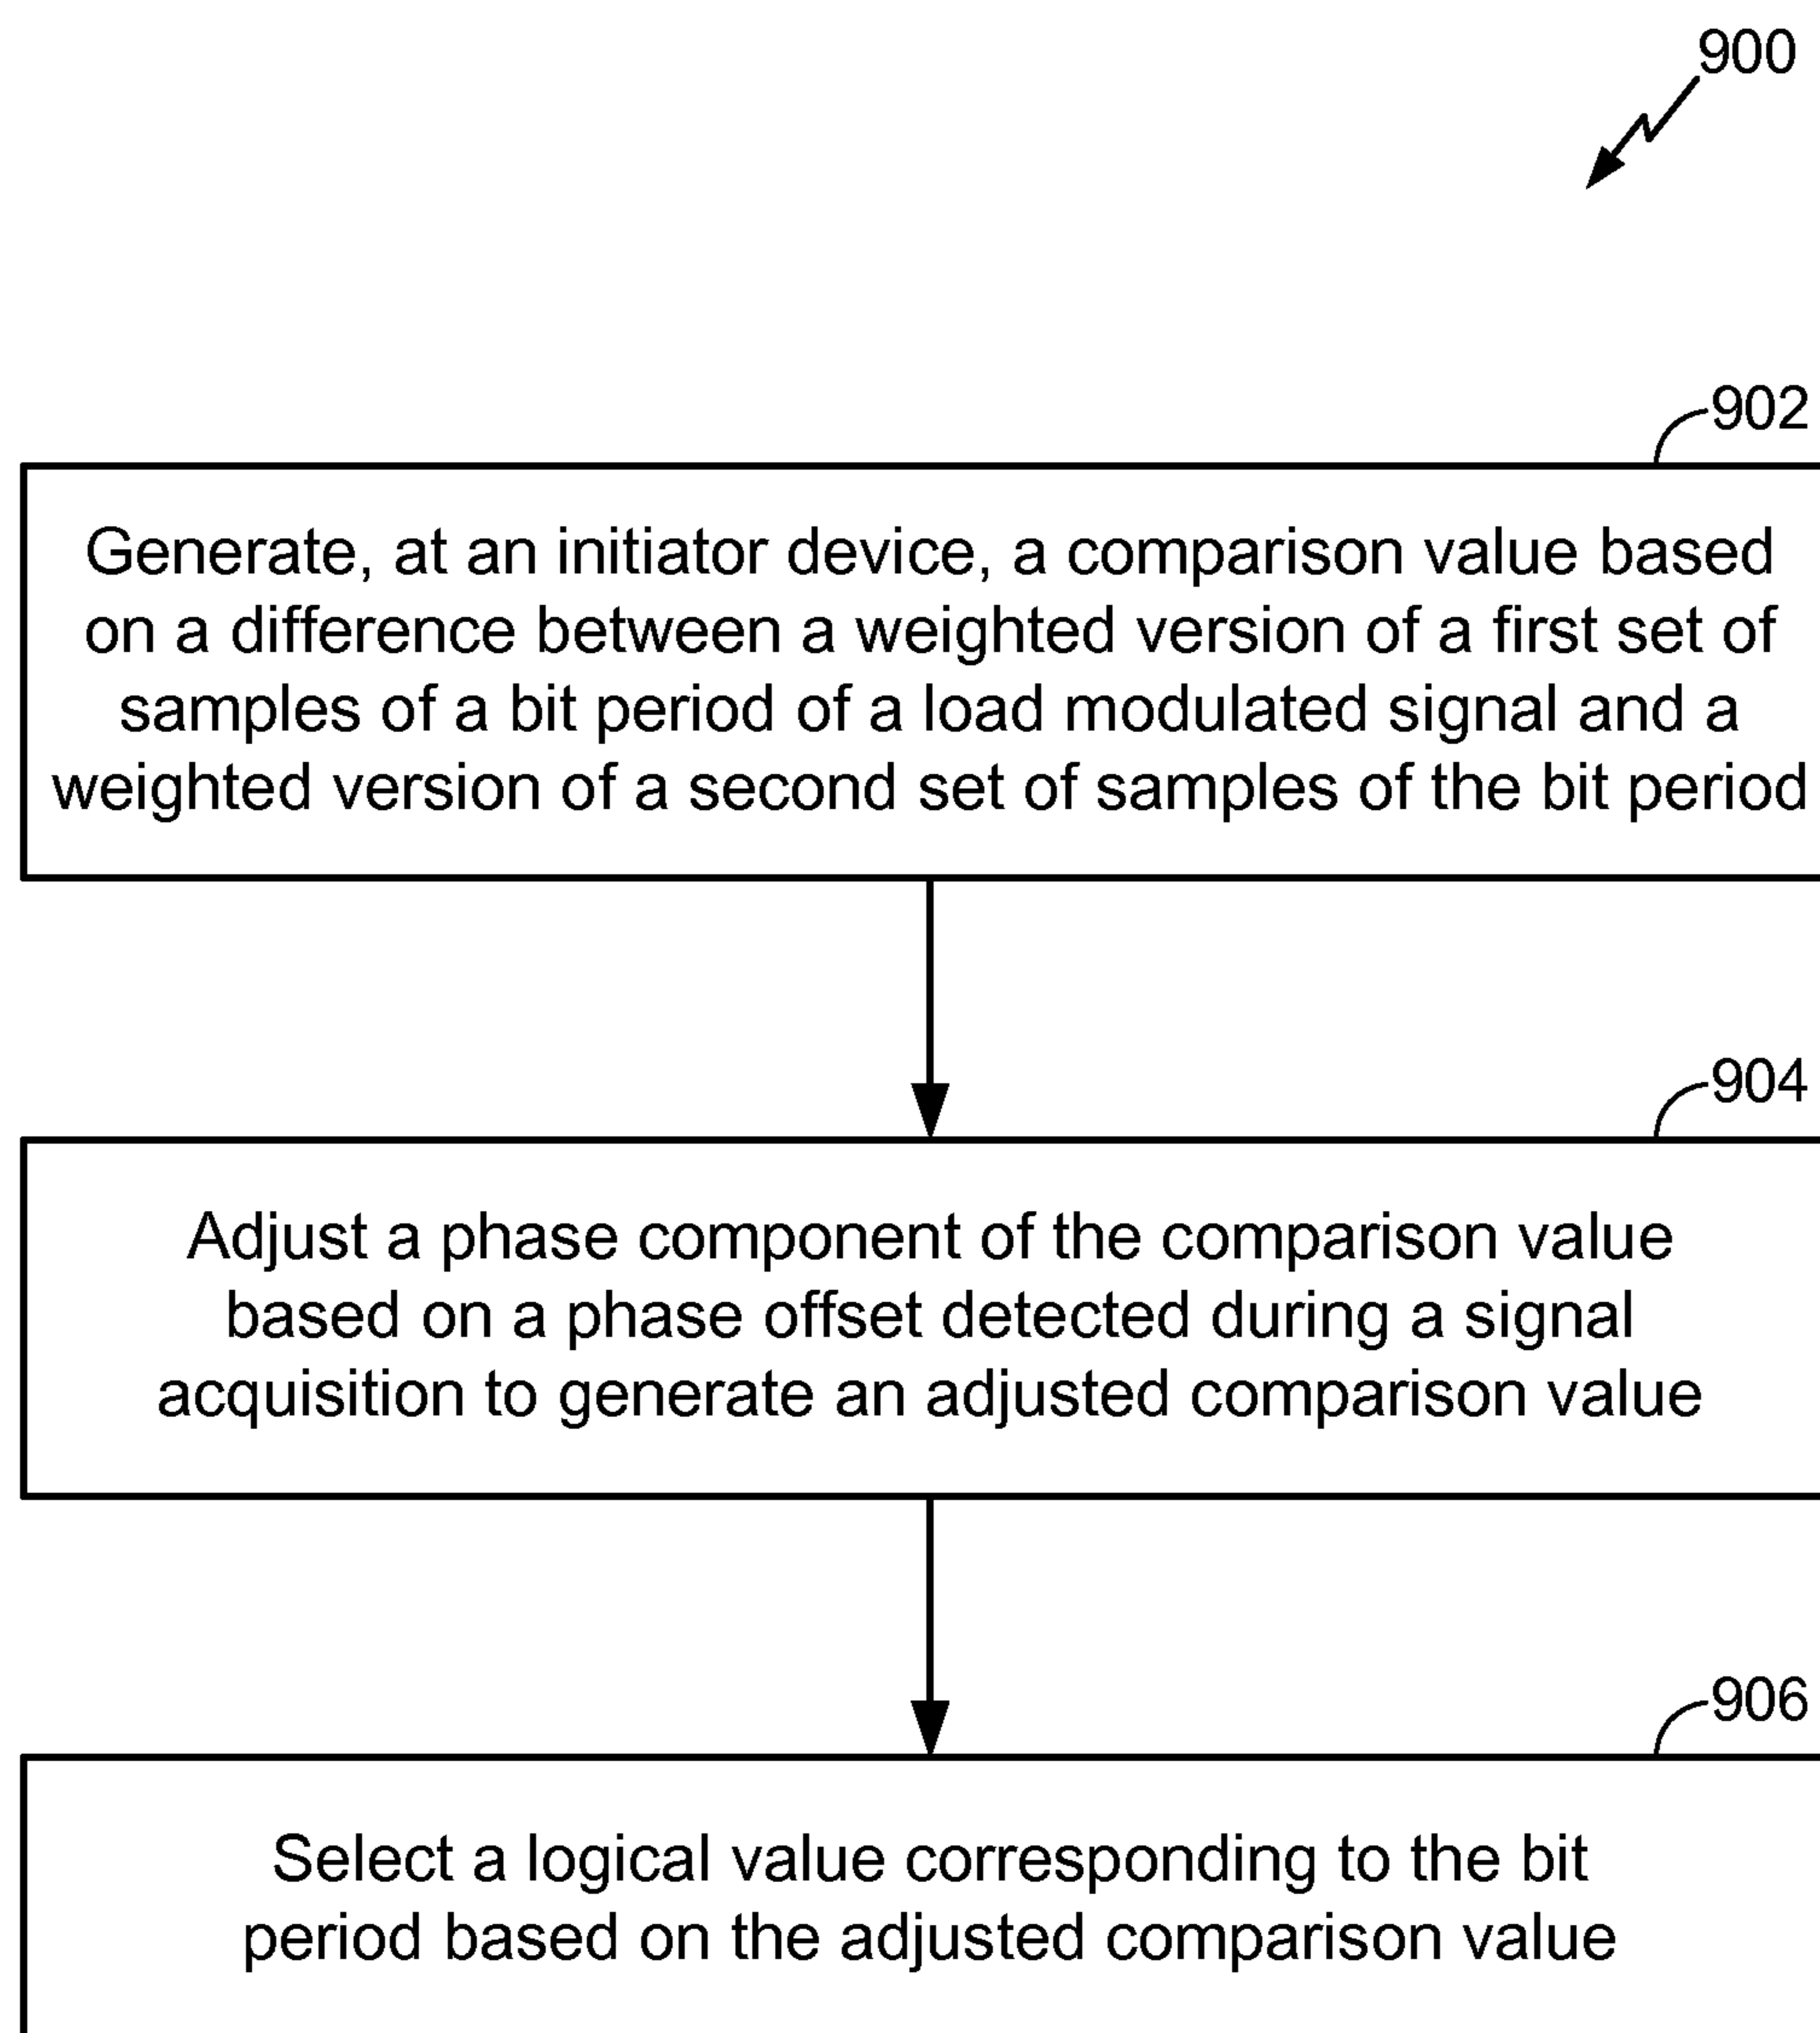 900
902
Generate, at an initiator device, a comparison value based
on a difference between a weighted version of a first set of
samples of a bit period of a load modulated signal and a
weighted version of a second set of samples of the bit period
904
Adjust a phase component of the comparison value
based on a phase offset detected during a signal
acquisition to generate an adjusted comparison value
906
Select a logical value corresponding to the bit
period based on the adjusted comparison value